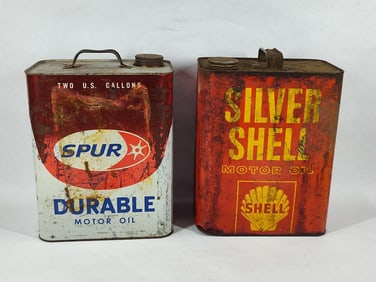 TWO U.S. GALLONS
SPUR
DURABLE
MOTOR OIL
SILVER
SHELL
MOTOR OIL
SHELL